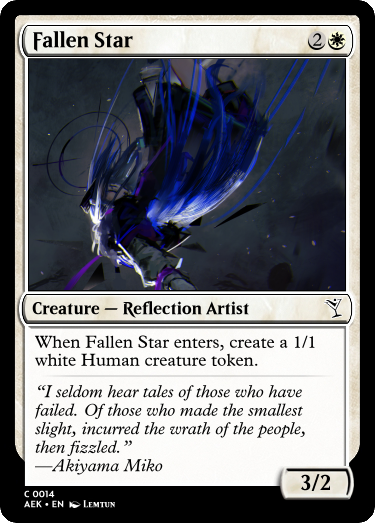 Fallen Star 2
Creature — Reflection Artist
When Fallen Star enters, create a 1/1
white Human creature token.
“I seldom hear tales of those who have
failed. Of those who made the smallest
slight, incurred the wrath of the people,
then fizzled.”
—Akiyama Miko
3/2
C 0014
AEK • EN Lemtun